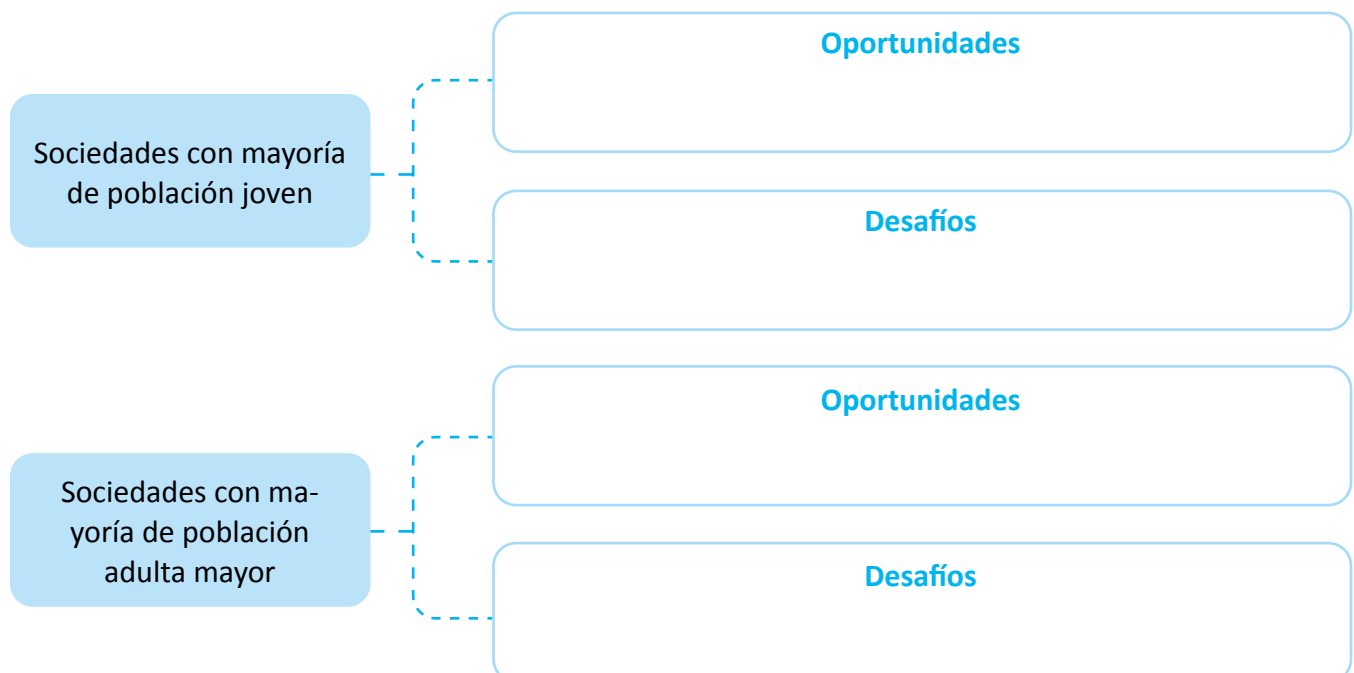 Sociedades con mayoría
de población joven
Oportunidades
Desafíos
Sociedades con ma-
yoría de población
adulta mayor
Oportunidades
Desafíos